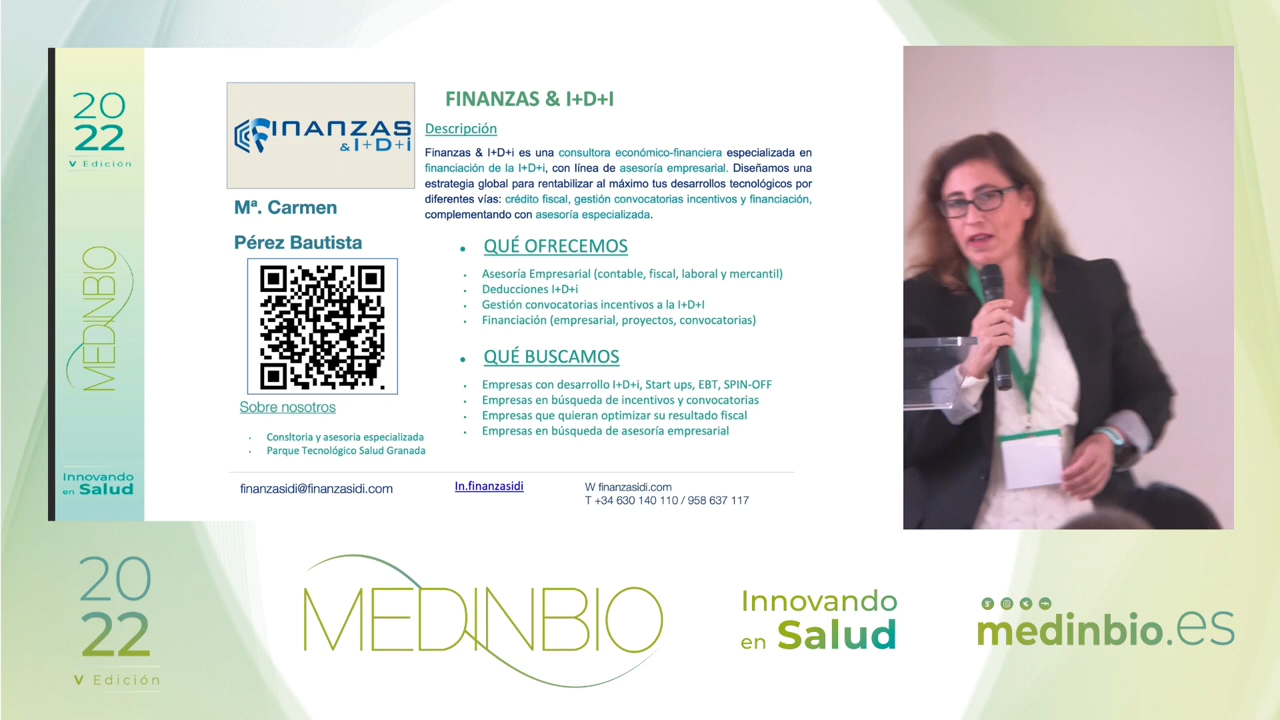 20
22
V Edición
MEDINBIO
Innovando
en Salud
FINANZAS
& I+D+i
Mª. Carmen
Pérez Bautista
Sobre nosotros
Consltoria y asesoria especializada
Parque Tecnológico Salud Granada
FINANZAS & I+D+I
Descripción
Finanzas & I+D+i es una consultora económico-financiera especializada en
financiación de la I+D+i, con línea de asesoría empresarial. Diseñamos una
estrategia global para rentabilizar al máximo tus desarrollos tecnológicos por
diferentes vías: crédito fiscal, gestión convocatorias incentivos y financiación,
complementando con asesoría especializada.
QUÉ OFRECEMOS
Asesoría Empresarial (contable, fiscal, laboral y mercantil)
Deducciones I+D+i
Gestión convocatorias incentivos a la I+D+I
Financiación (empresarial, proyectos, convocatorias)
QUÉ BUSCAMOS
Empresas con desarrollo I+D+i, Start ups, EBT, SPIN-OFF
Empresas en búsqueda de incentivos y convocatorias
Empresas que quieran optimizar su resultado fiscal
Empresas en búsqueda de asesoría empresarial
finanzasidi@finanzasidi.com
In.finanzasidi
W finanzasidi.com
T +34 630 140 110 / 958 637 117
20
22
V Edición
MEDINBIO
Innovando
en Salud
medinbio.es